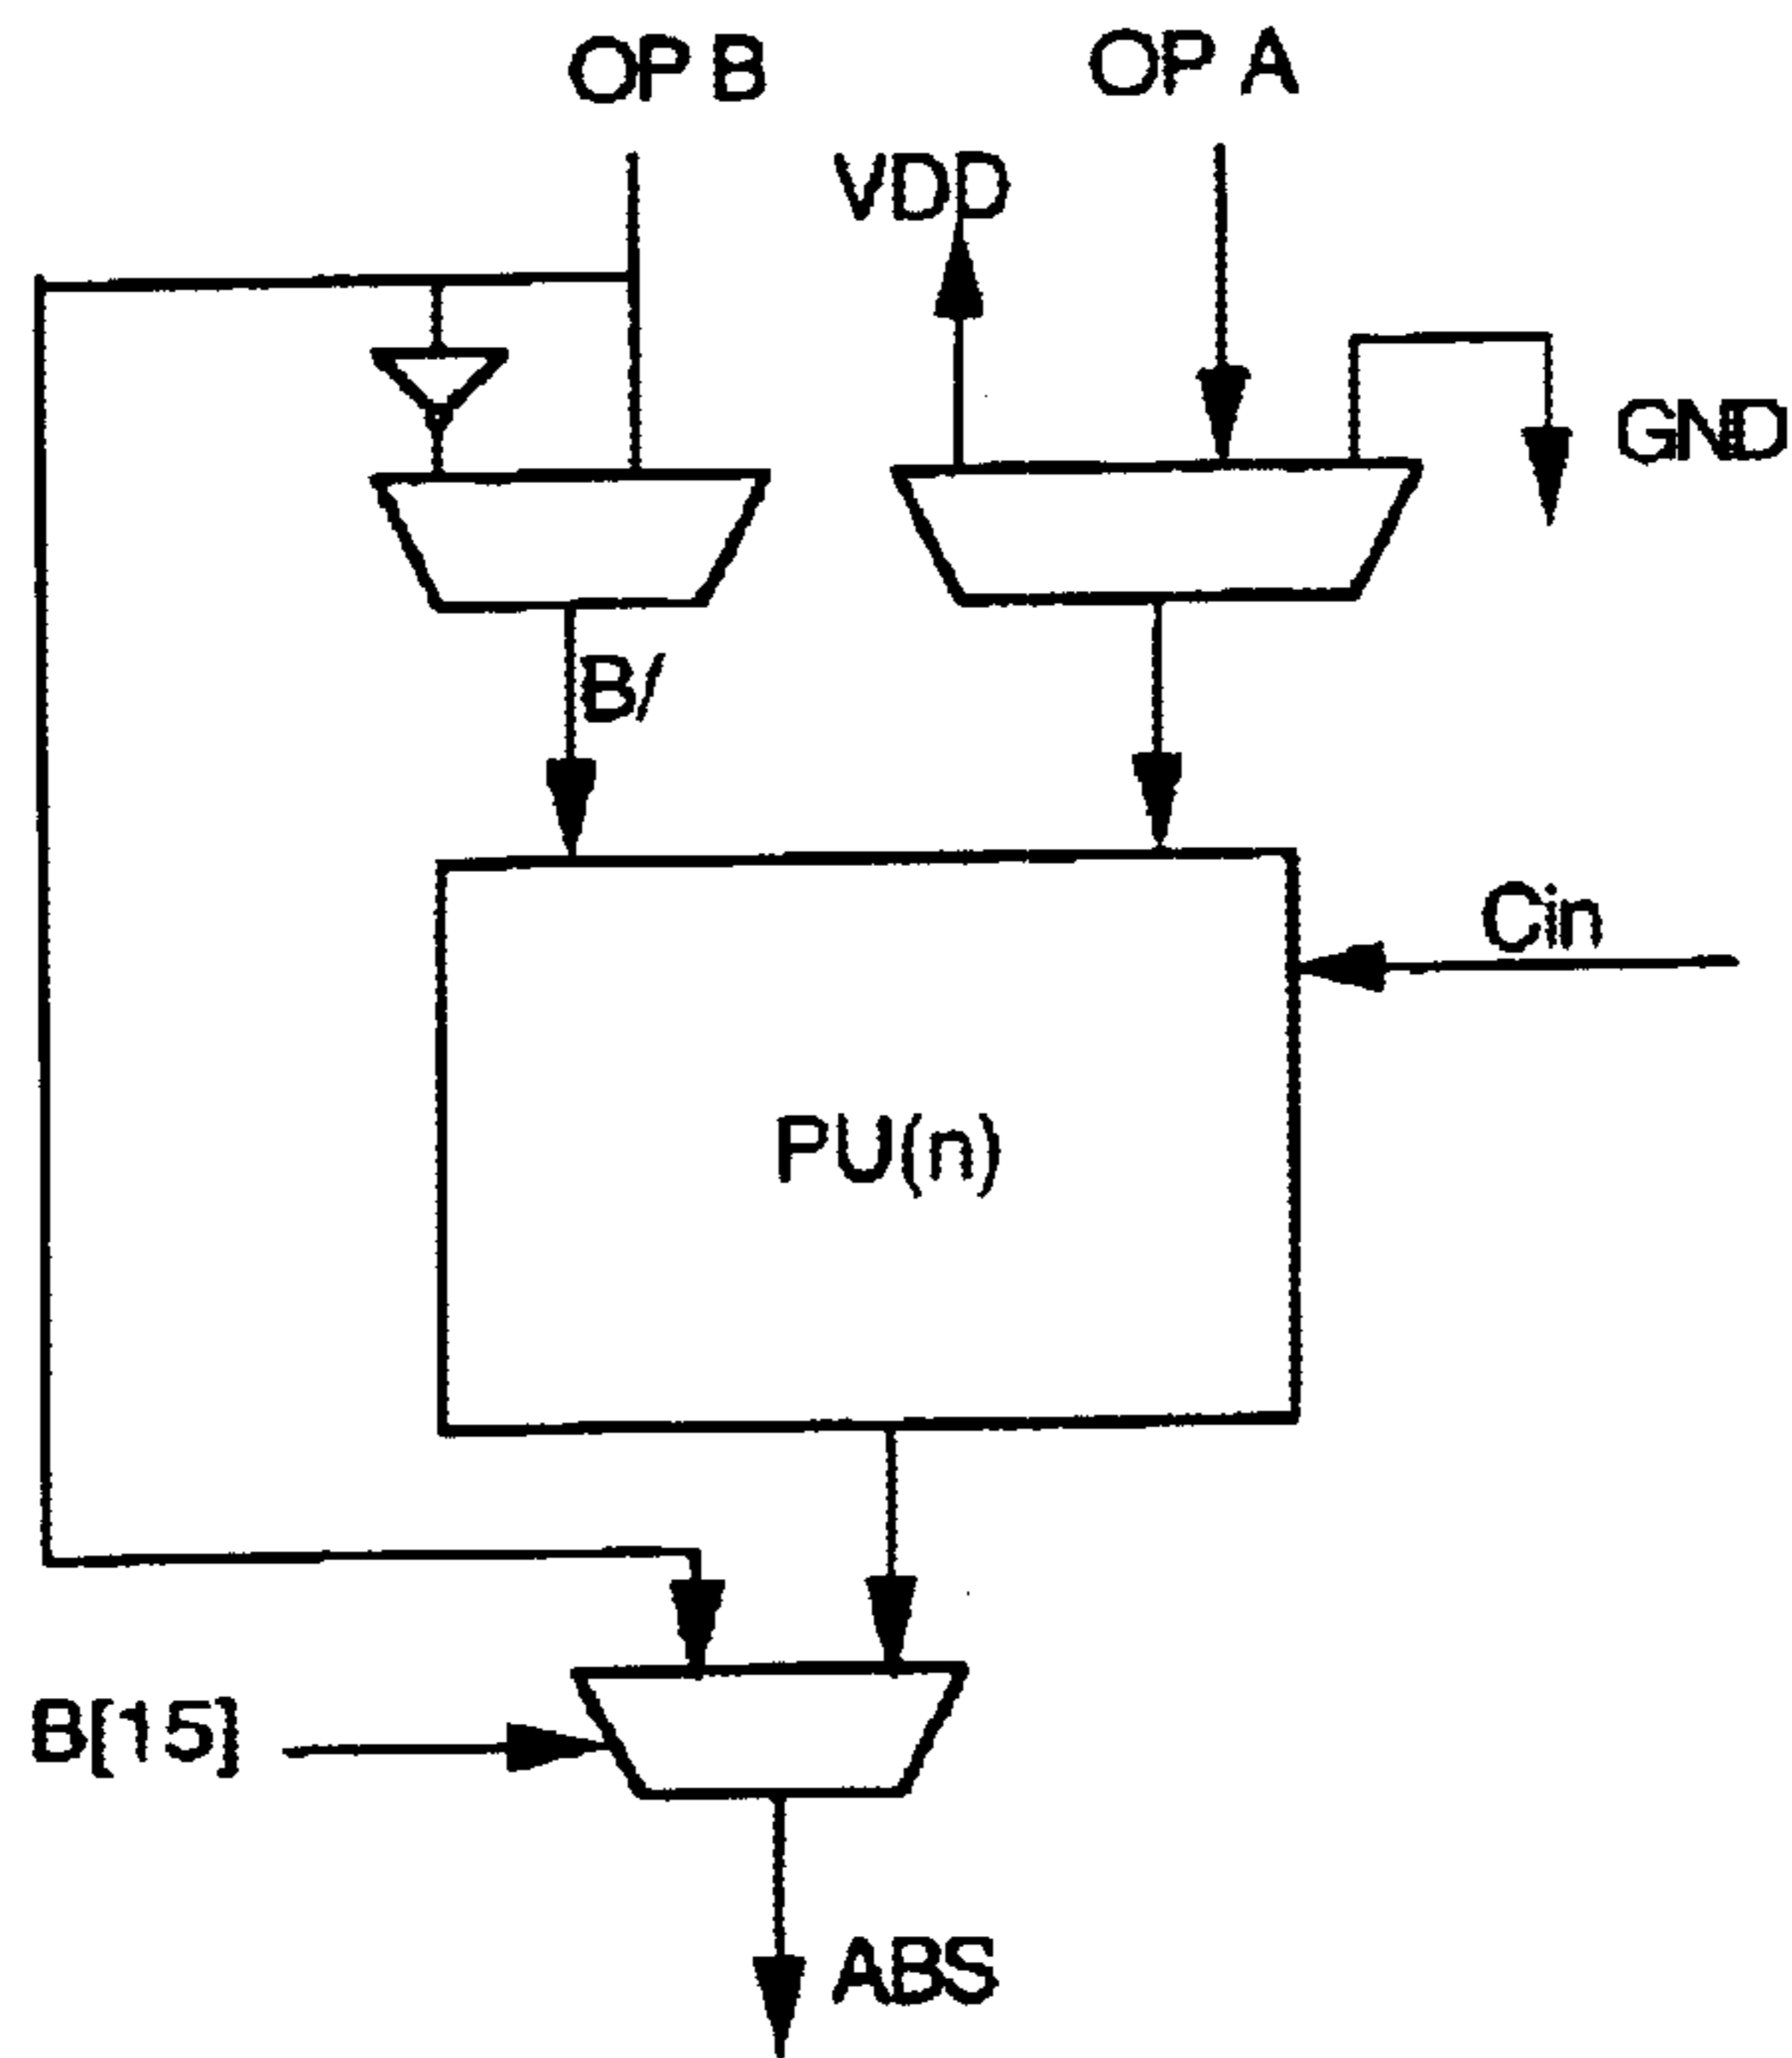 OP B
OP A
VDD
GND
B/
Cin
PU(n)
B[15]
ABS